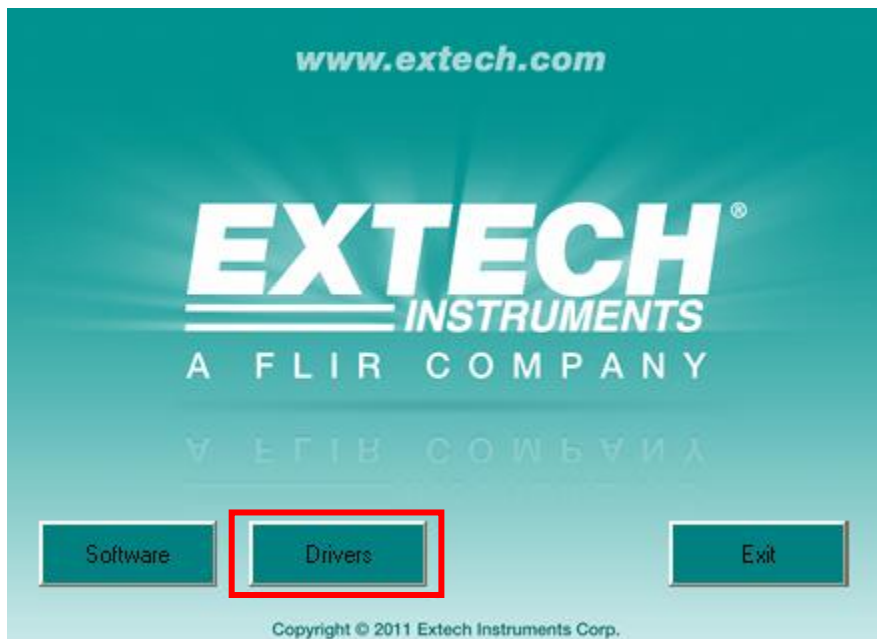 www.extech.com
EXTECH®
INSTRUMENTS
A FLIR COMPANY
Software
Drivers
Exit
Copyright © 2011 Extech Instruments Corp.